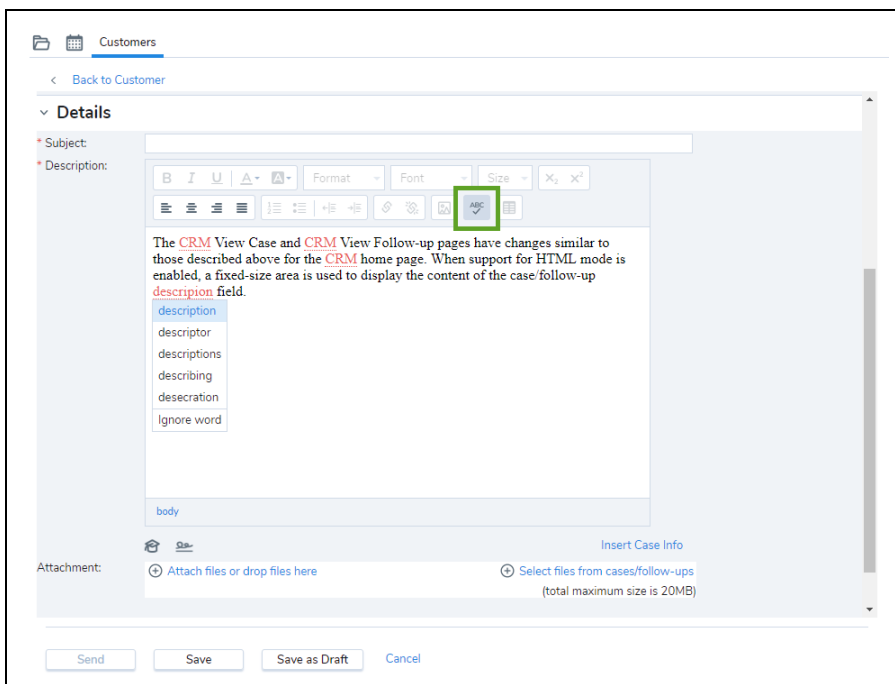 Customers
< Back to Customer
Details
* Subject:
* Description:
B I U A A Format Font Size X₂ X²
ABC
The CRM View Case and CRM View Follow-up pages have changes similar to
those described above for the CRM home page. When support for HTML mode is
enabled, a fixed-size area is used to display the content of the case/follow-up
descripion field.
description
descriptor
descriptions
describing
desecration
Ignore word
body
Insert Case Info
Attachment: Attach files or drop files here Select files from cases/follow-ups
(total maximum size is 20MB)
Send Save Save as Draft Cancel